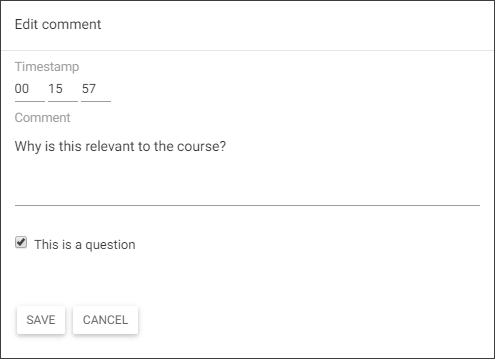 Edit comment
Timestamp
00 15 57
Comment
Why is this relevant to the course?
This is a question
SAVE CANCEL